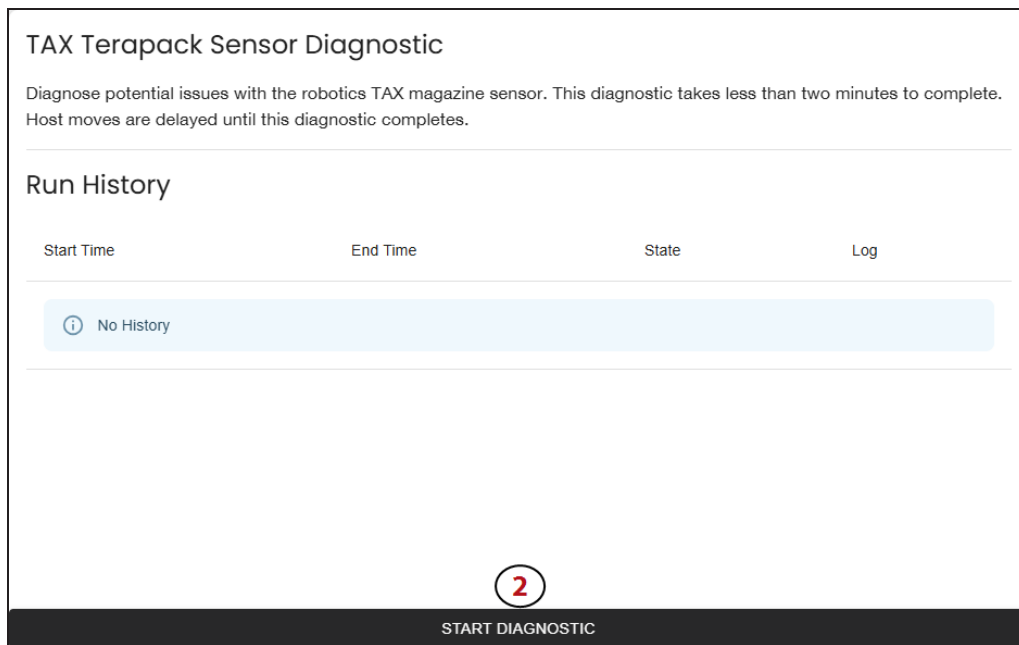 TAX Terapack Sensor Diagnostic
Diagnose potential issues with the robotics TAX magazine sensor. This diagnostic takes less than two minutes to complete.
Host moves are delayed until this diagnostic completes.
Run History
Start Time End Time State Log
No History
2
START DIAGNOSTIC